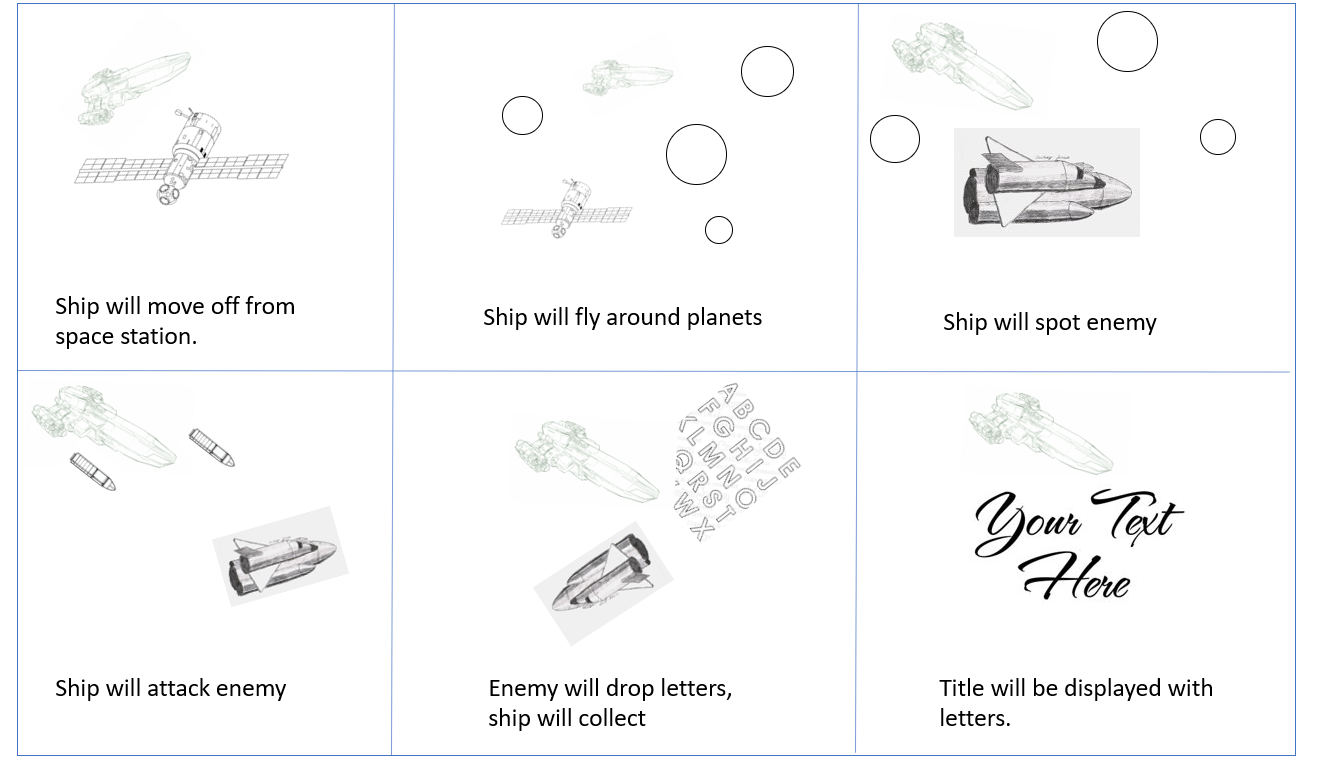 Ship will move off from
space station.
Ship will fly around planets
Ship will spot enemy
Ship will attack enemy
A B C D E
F G H I J
K L M N O
Q R S T
W X
Enemy will drop letters,
ship will collect
Your Text
Here
Title will be displayed with
letters.